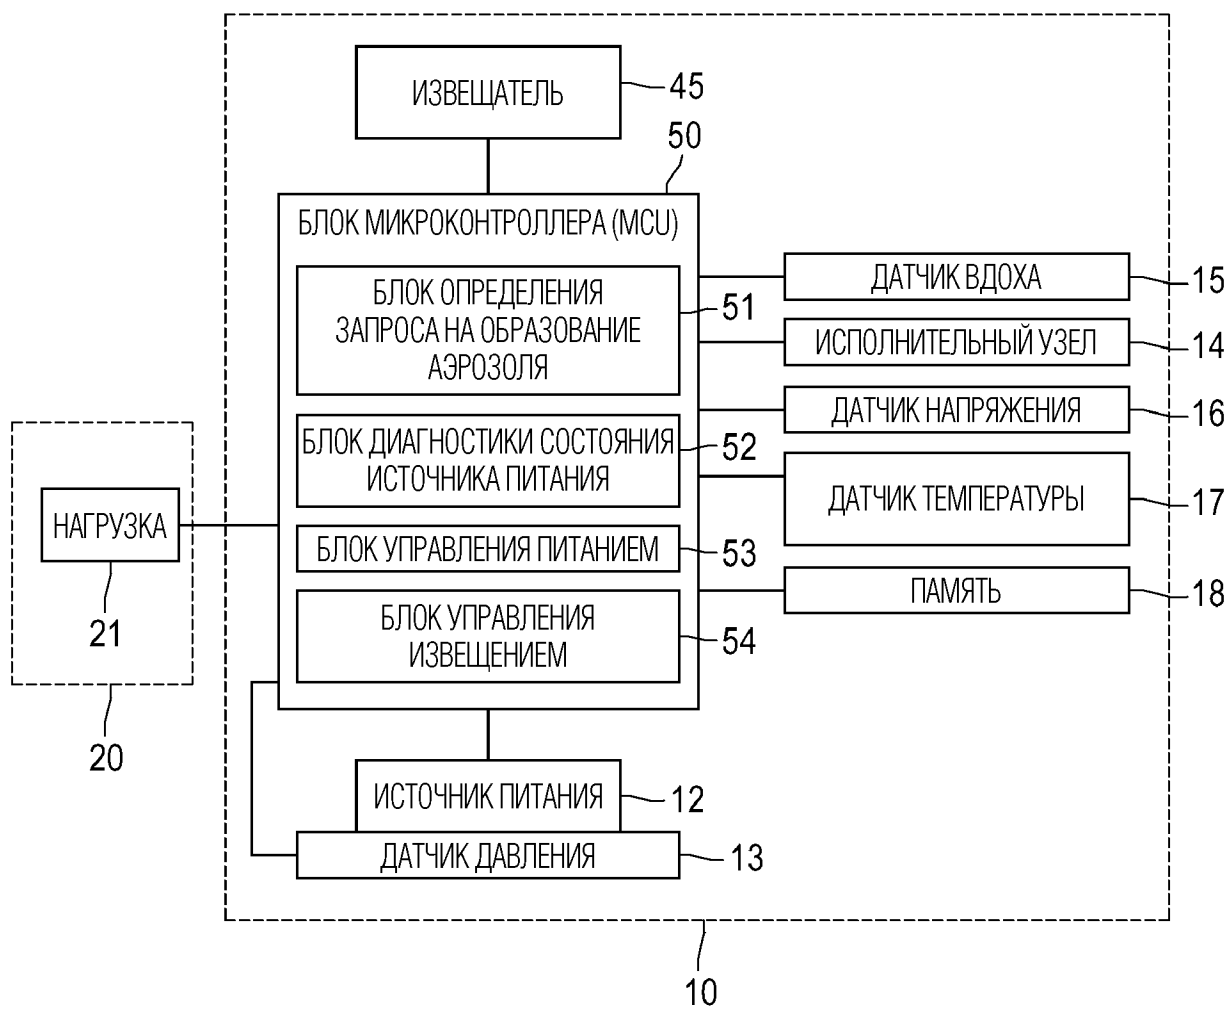 ИЗВЕЩАТЕЛЬ
45
50
БЛОК МИКРОКОНТРОЛЛЕРА (MCU)
БЛОК ОПРЕДЕЛЕНИЯ
ЗАПРОСА НА ОБРАЗОВАНИЕ
АЭРОЗОЛЯ
51
БЛОК ДИАГНОСТИКИ СОСТОЯНИЯ
ИСТОЧНИКА ПИТАНИЯ
52
БЛОК УПРАВЛЕНИЯ ПИТАНИЕМ
53
БЛОК УПРАВЛЕНИЯ
ИЗВЕЩЕНИЕМ
54
ДАТЧИК ВДОХА
15
ИСПОЛНИТЕЛЬНЫЙ УЗЕЛ
14
ДАТЧИК НАПРЯЖЕНИЯ
16
ДАТЧИК ТЕМПЕРАТУРЫ
17
ПАМЯТЬ
18
НАГРУЗКА
21
20
ИСТОЧНИК ПИТАНИЯ
12
ДАТЧИК ДАВЛЕНИЯ
13
10